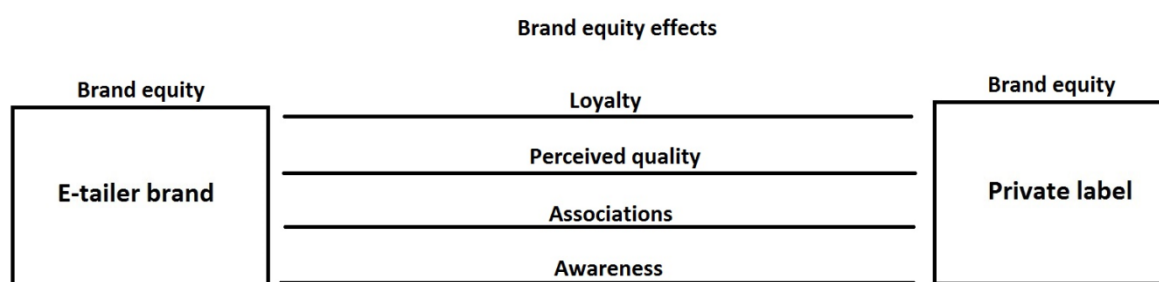 Brand equity effects
Brand equity
Brand equity
Loyalty
Perceived quality
E-tailer brand
Private label
Associations
Awareness